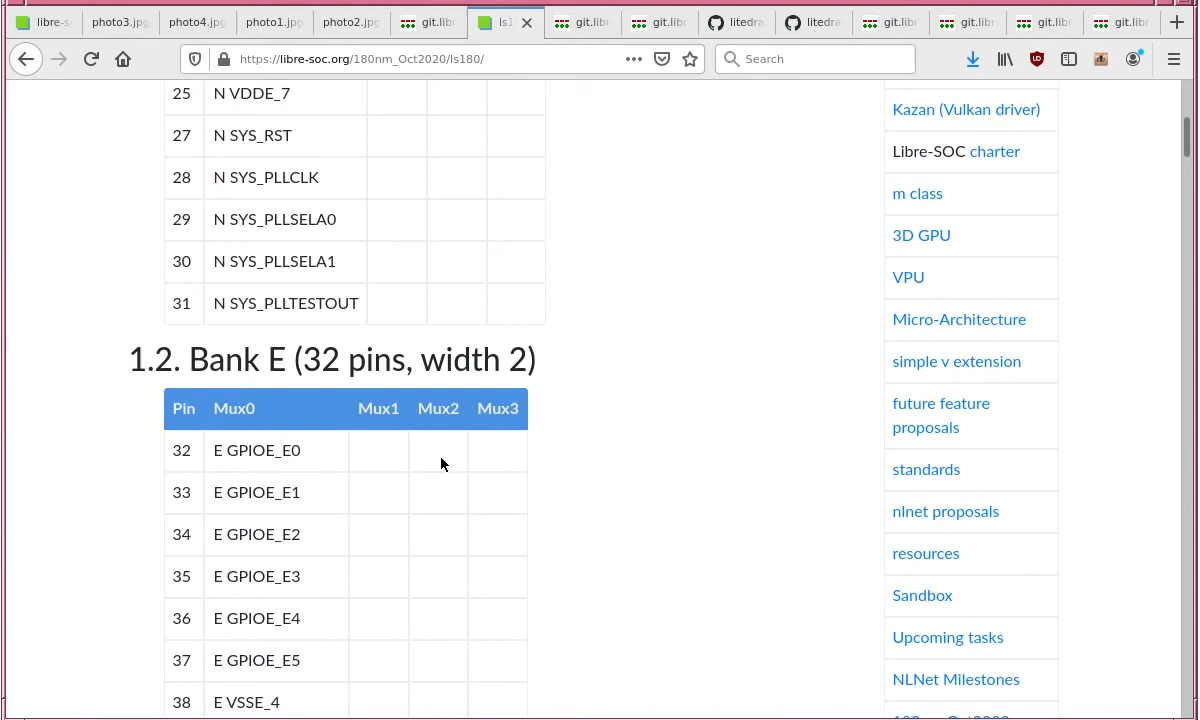 libre-s
photo3.jpg
photo4.jpg
photo1.jpg
photo2.jpg
git.libr
ls1
git.libr
git.libr
litedra
litedra
git.libr
git.libr
git.libr
git.libr
https://libre-soc.org/180nm_Oct2020/ls180/
Search
25 N VDDE_7
27 N SYS_RST
28 N SYS_PLLCLK
29 N SYS_PLLSELA0
30 N SYS_PLLSELA1
31 N SYS_PLLTESTOUT
1.2. Bank E (32 pins, width 2)
Pin Mux0 Mux1 Mux2 Mux3
32 E GPIOE_E0
33 E GPIOE_E1
34 E GPIOE_E2
35 E GPIOE_E3
36 E GPIOE_E4
37 E GPIOE_E5
38 E VSSE_4
Kazan (Vulkan driver)
Libre-SOC charter
m class
3D GPU
VPU
Micro-Architecture
simple v extension
future feature
proposals
standards
nlnet proposals
resources
Sandbox
Upcoming tasks
NLNet Milestones